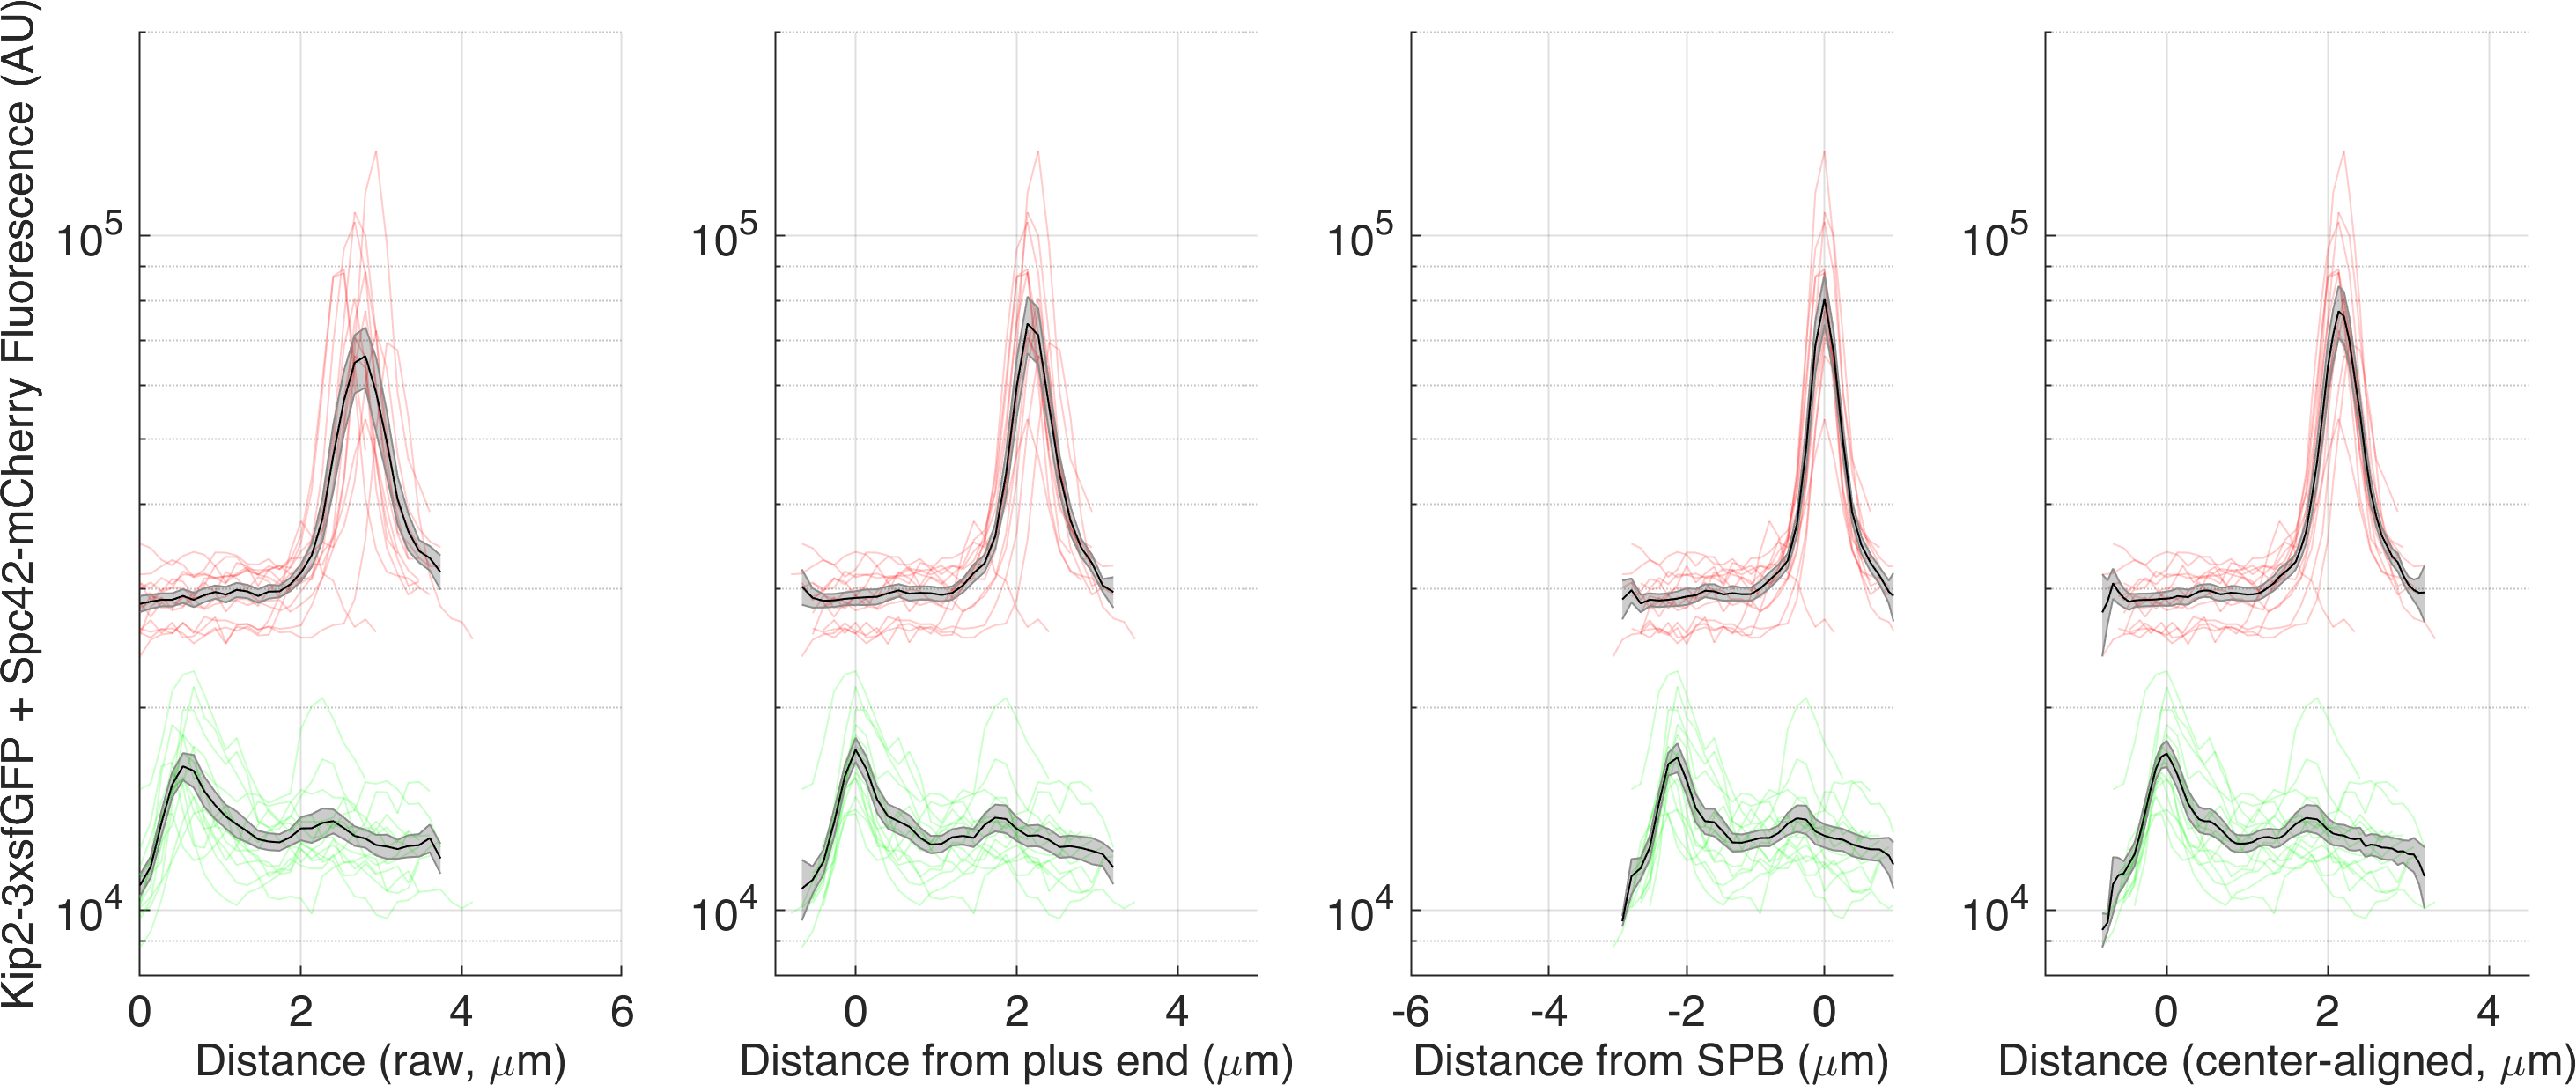 Kip2-3xsfGFP + Spc42-mCherry Fluorescence (AU)
10^5
10^4
0 2 4 6
Distance (raw, μm)
10^5
10^4
0 2 4
Distance from plus end (μm)
10^5
10^4
-6 -4 -2 0
Distance from SPB (μm)
10^5
10^4
0 2 4
Distance (center-aligned, μm)